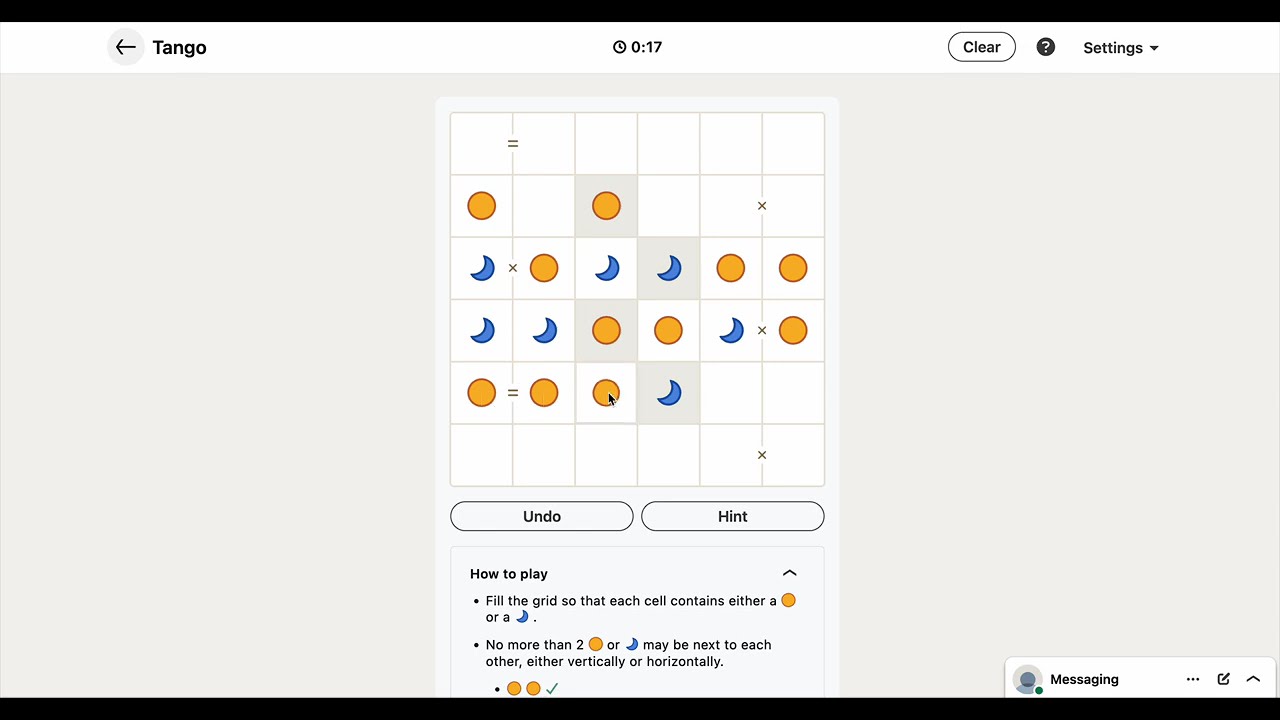 Tango
0:17
Clear
?
Settings
=
×
×
×
=
×
Undo
Hint
How to play
• Fill the grid so that each cell contains either a
or a .
• No more than 2 or may be next to each
other, either vertically or horizontally.
Messaging